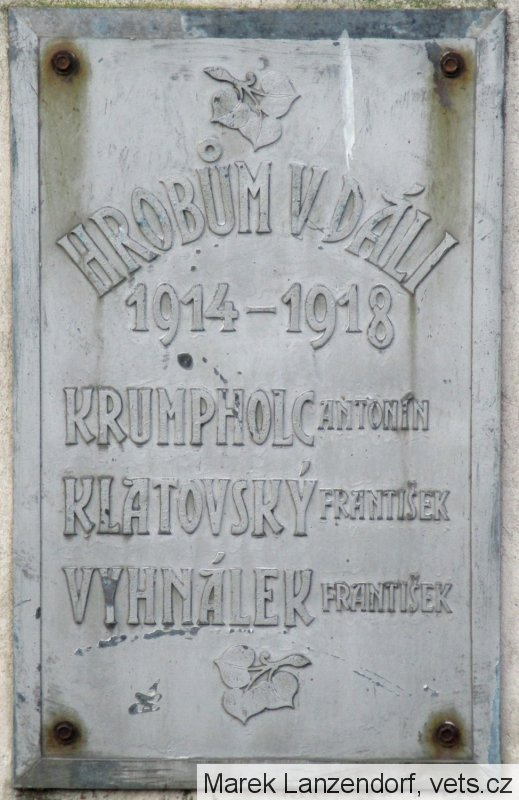 HROBŮM V DÁLI
1914–1918
KRUMPHOLC ANTONÍN
KLATOVSKÝ FRANTIŠEK
VYHNÁLEK FRANTIŠEK
Marek Lanzendorf, vets.cz